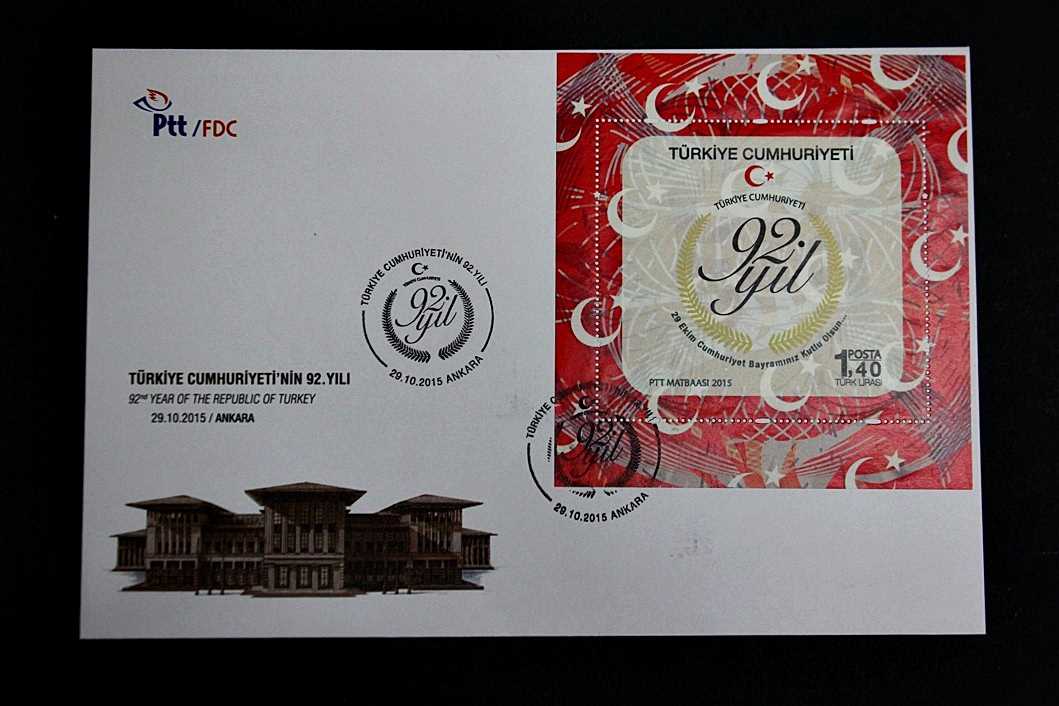 Ptt /FDC
TÜRKİYE CUMHURİYETİ
TÜRKİYE CUMHURİYETİ
92
yıl
29 Ekim Cumhuriyet Bayramımız Kutlu Olsun...
POSTA
1,40
TÜRK LİRASI
PTT MATBAASI 2015
TÜRKİYE CUMHURİYETİ'NİN 92.YILI
TÜRKİYE CUMHURİYETİ
92
yıl
29.10.2015 ANKARA
TÜRKİYE CUMHURİYETİ'NİN 92.YILI
92nd YEAR OF THE REPUBLIC OF TURKEY
29.10.2015 / ANKARA
TÜRKİYE CUMHURİYETİ'NİN 92.YILI
92
yıl
29.10.2015 ANKARA